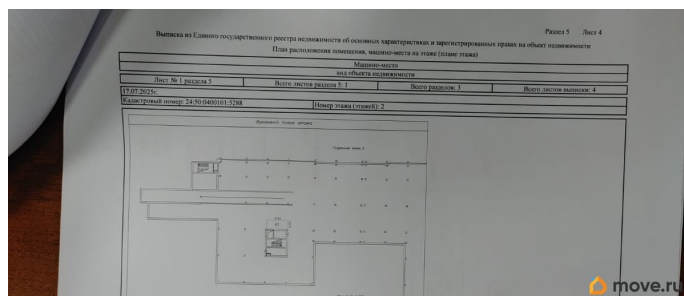 Раздел 5 Лист 4
Выписка из Единого государственного реестра недвижимости об основных характеристиках и зарегистрированных правах на объект недвижимости
План расположения помещения, машино-места на этаже (плане этажа)
Машино-место
вид объекта недвижимости
Лист № 1 раздела 5 Всего листов раздела 5: 1 Всего разделов: 3 Всего листов выписки: 4
17.07.2025г.
Кадастровый номер: 24:50:0400101:5288 Номер этажа (этажей): 2
move.ru